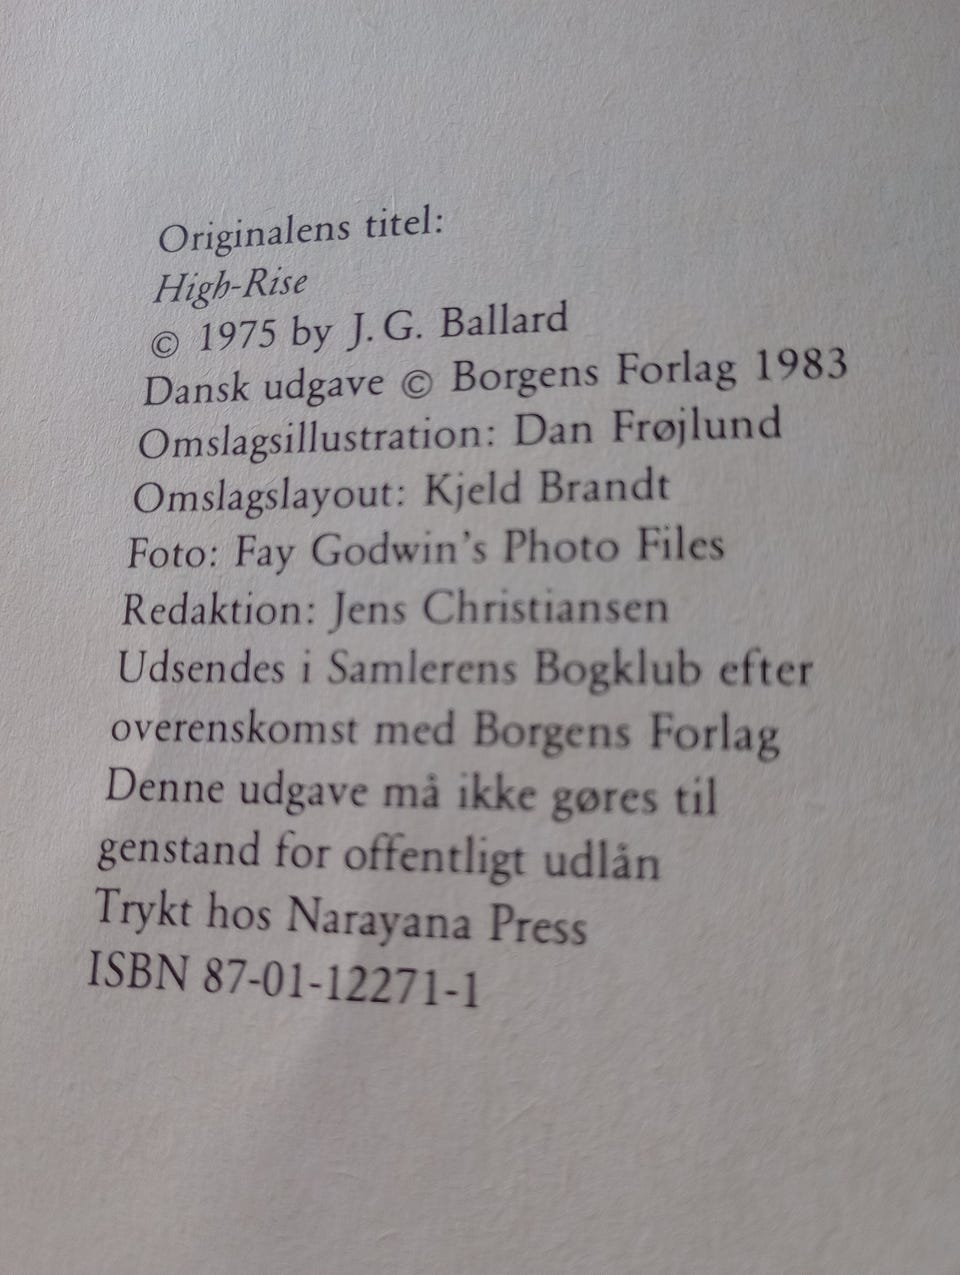 Originalens titel:
High-Rise
© 1975 by J. G. Ballard
Dansk udgave © Borgens Forlag 1983
Omslagsillustration: Dan Frøjlund
Omslagslayout: Kjeld Brandt
Foto: Fay Godwin's Photo Files
Redaktion: Jens Christiansen
Udsendes i Samlerens Bogklub efter
overenskomst med Borgens Forlag
Denne udgave må ikke gøres til
genstand for offentligt udlån
Trykt hos Narayana Press
ISBN 87-01-12271-1